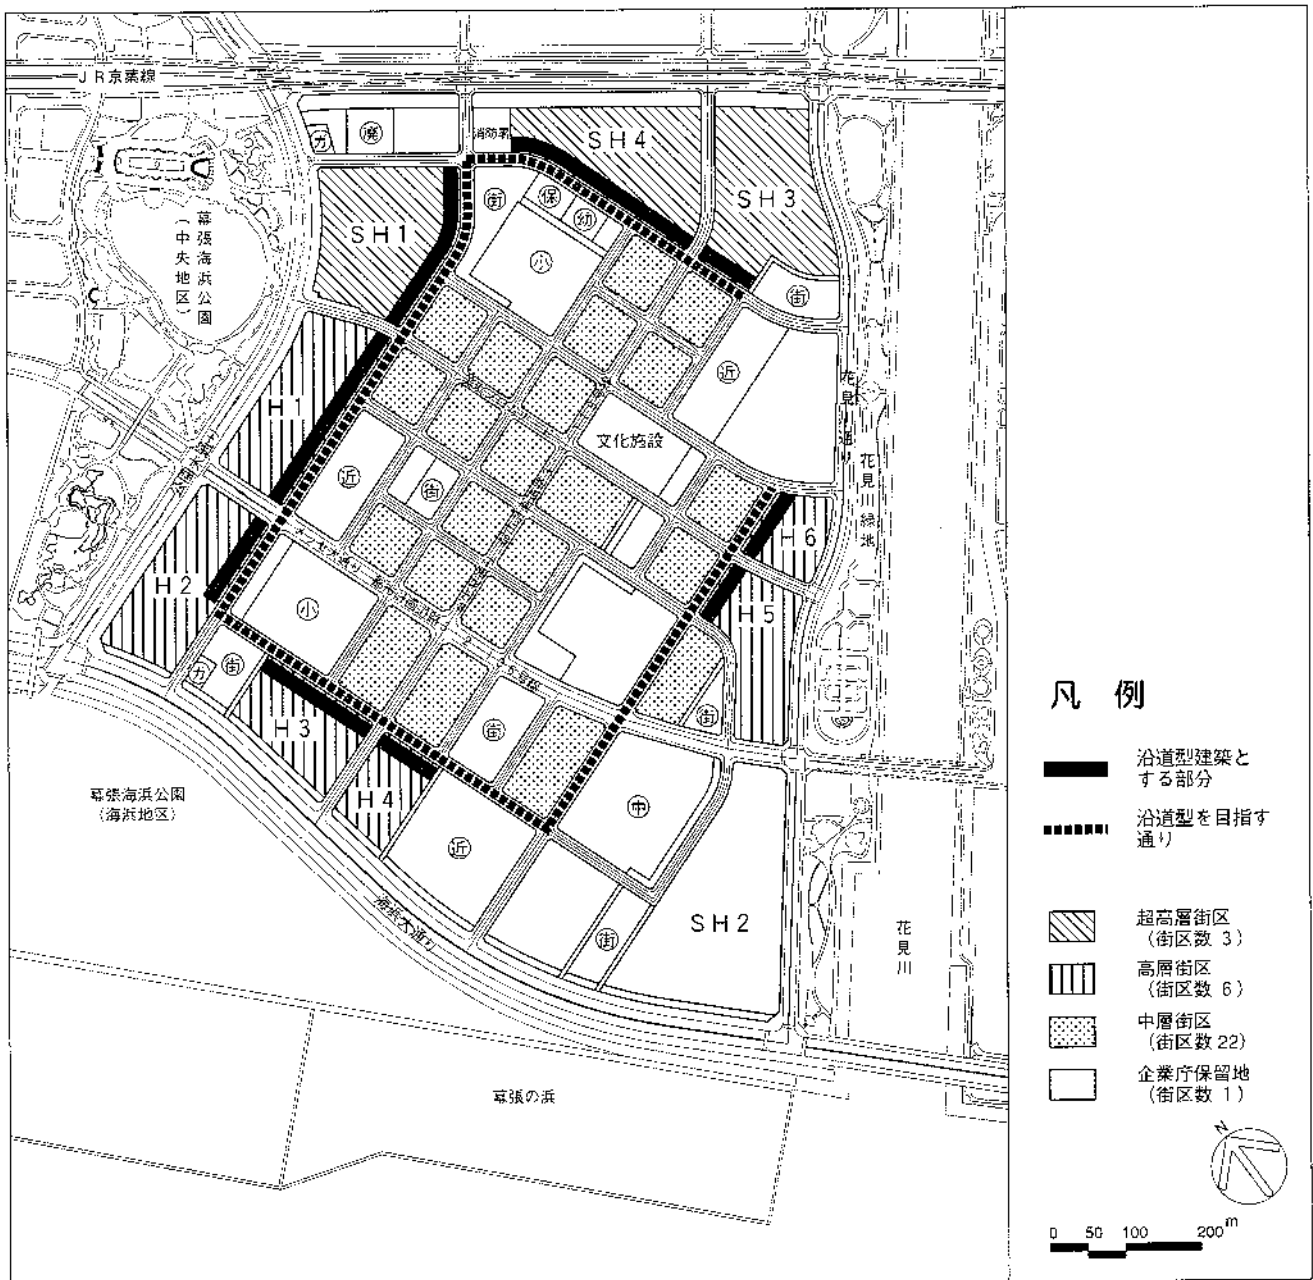 JR京葉線
ガ
廃
消防署
SH4
SH3
SH1
街
保
幼
小
街
幕張海浜公園
(中央地区)
近
花見川通り
花見川緑地
文化施設
H1
近
街
H6
H2
小
H5
ガ
街
街
街
H3
H4
中
近
SH2
街
幕張海浜公園
(海浜地区)
海浜大通り
花見川
幕張の浜
凡 例
沿道型建築と
する部分
沿道型を目指す
通り
超高層街区
(街区数 3)
高層街区
(街区数 6)
中層街区
(街区数 22)
企業庁保留地
(街区数 1)
N
0 50 100 200 m